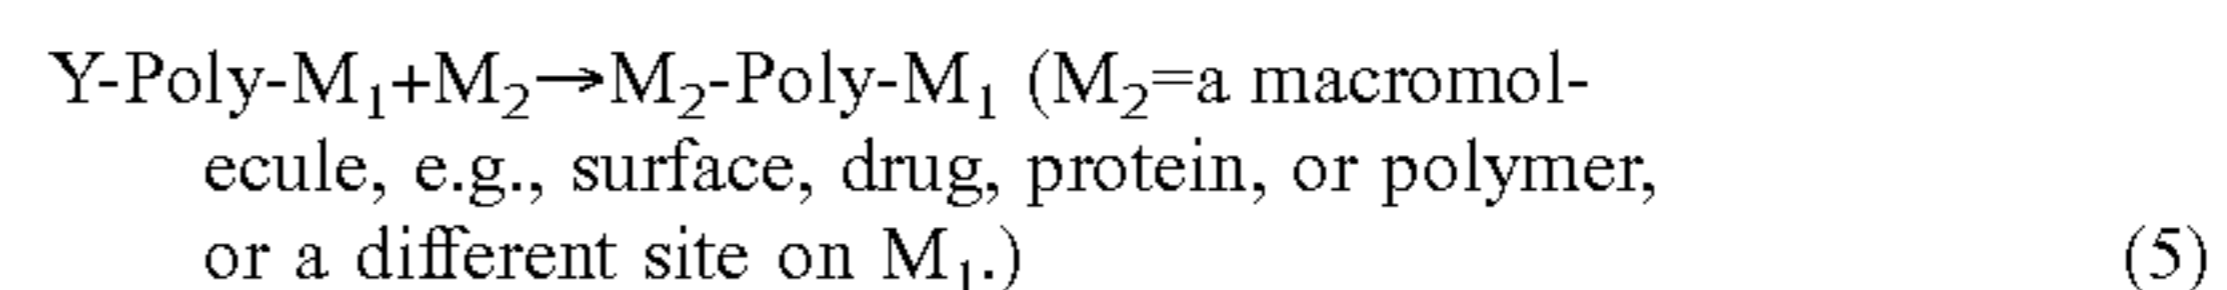 Y-Poly-M₁+M₂→M₂-Poly-M₁ (M₂=a macromol-
ecule, e.g., surface, drug, protein, or polymer,
or a different site on M₁.) (5)